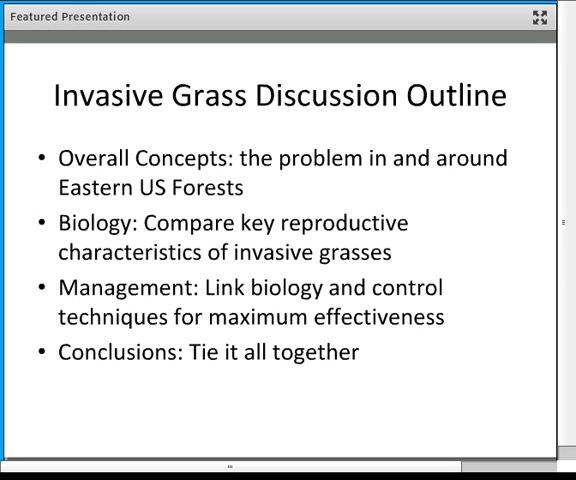 Featured Presentation
Invasive Grass Discussion Outline
• Overall Concepts: the problem in and around
Eastern US Forests
• Biology: Compare key reproductive
characteristics of invasive grasses
• Management: Link biology and control
techniques for maximum effectiveness
• Conclusions: Tie it all together